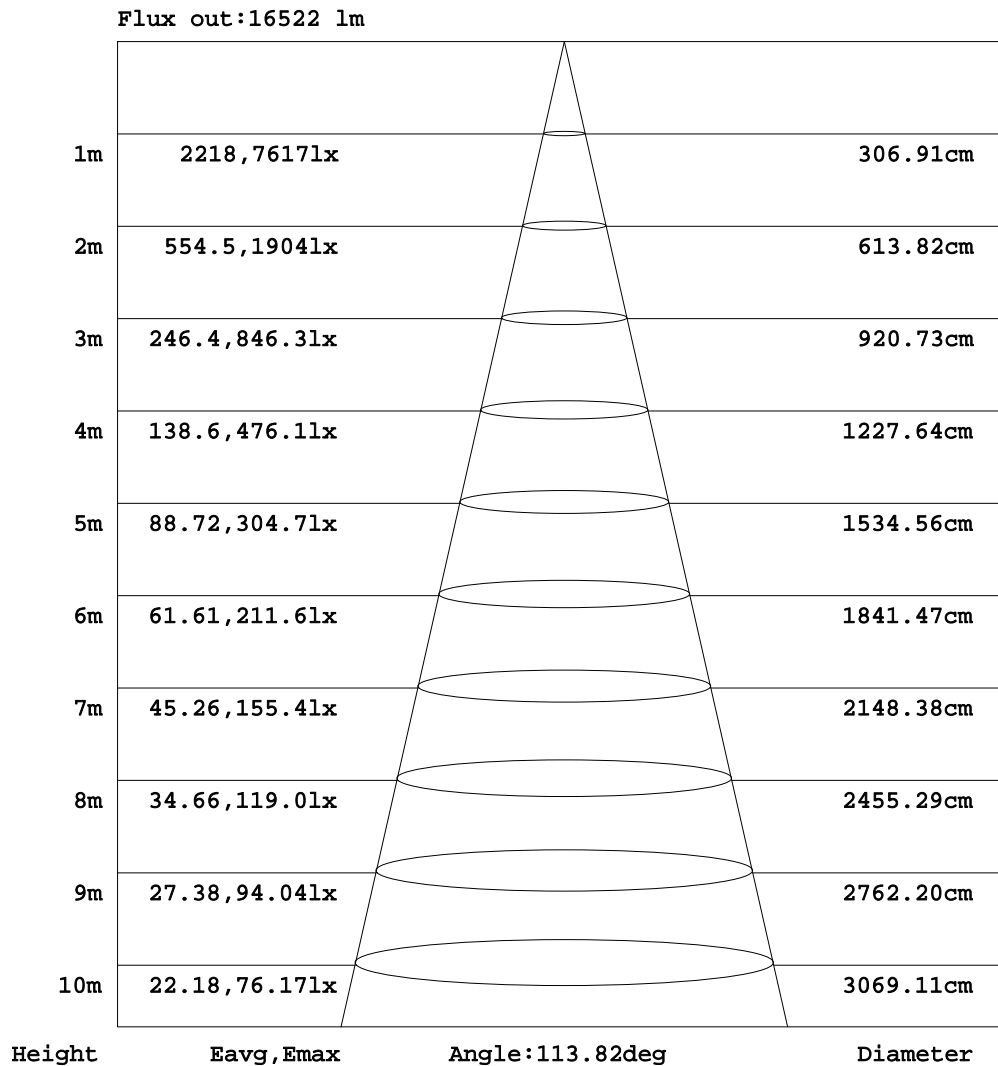 Flux out:16522 lm
1m 2218,7617lx 306.91cm
2m 554.5,1904lx 613.82cm
3m 246.4,846.3lx 920.73cm
4m 138.6,476.1lx 1227.64cm
5m 88.72,304.7lx 1534.56cm
6m 61.61,211.6lx 1841.47cm
7m 45.26,155.4lx 2148.38cm
8m 34.66,119.0lx 2455.29cm
9m 27.38,94.04lx 2762.20cm
10m 22.18,76.17lx 3069.11cm
Height Eavg,Emax Angle:113.82deg Diameter